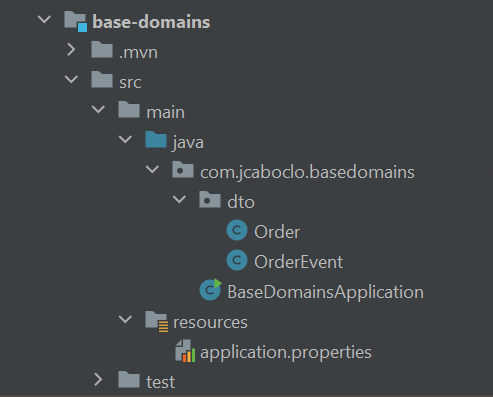 base-domains
.mvn
src
main
java
com.jcaboclo.basedomains
dto
Order
OrderEvent
BaseDomainsApplication
resources
application.properties
test